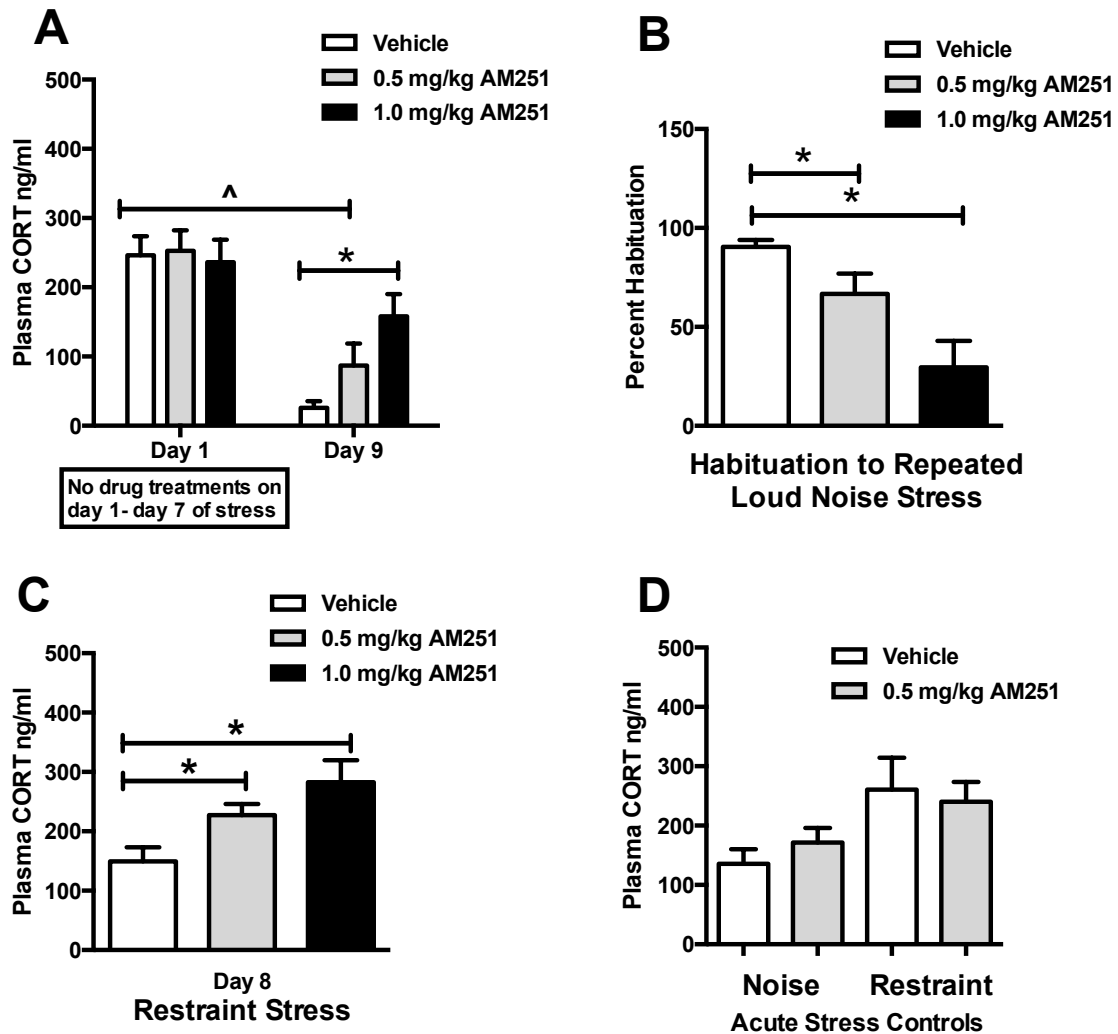 A
Vehicle
0.5 mg/kg AM251
1.0 mg/kg AM251
Plasma CORT ng/ml
500
400
300
200
100
0
^
*
Day 1
Day 9
No drug treatments on
day 1- day 7 of stress
B
Vehicle
0.5 mg/kg AM251
1.0 mg/kg AM251
Percent Habituation
150
100
50
0
*
*
Habituation to Repeated
Loud Noise Stress
C
Vehicle
0.5 mg/kg AM251
1.0 mg/kg AM251
Plasma CORT ng/ml
500
400
300
200
100
0
*
*
Day 8
Restraint Stress
D
Vehicle
0.5 mg/kg AM251
Plasma CORT ng/ml
500
400
300
200
100
0
Noise
Restraint
Acute Stress Controls